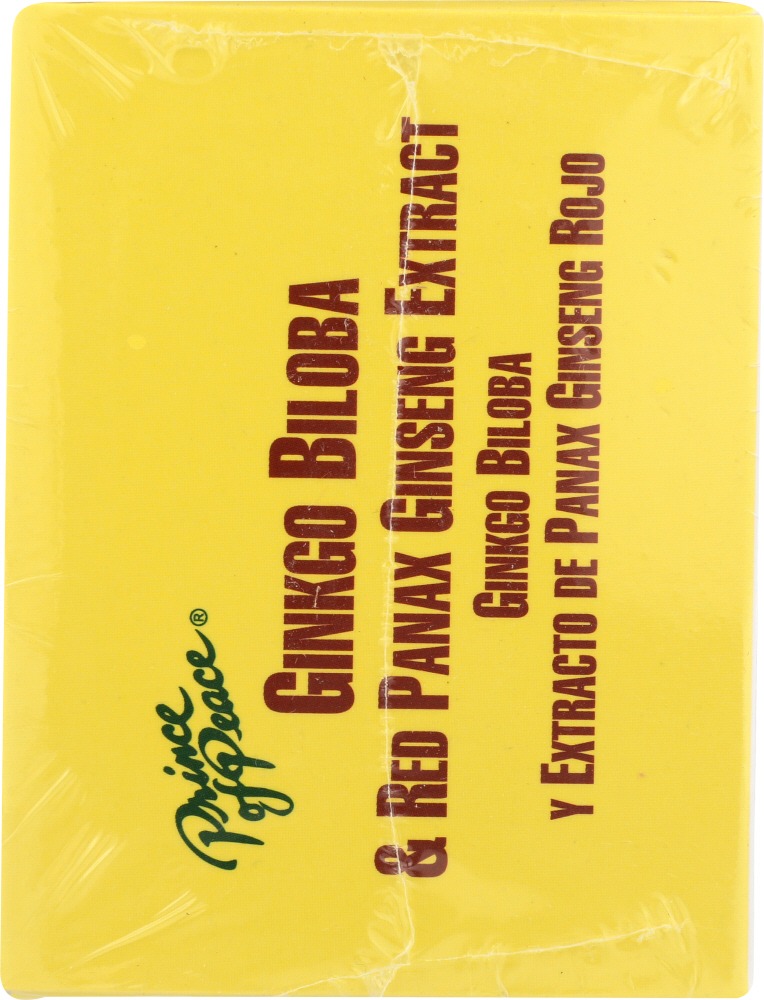 Prince
of Peace®
GINKGO BILOBA
& RED PANAX GINSENG EXTRACT
GINKGO BILOBA
Y EXTRACTO DE PANAX GINSENG ROJO